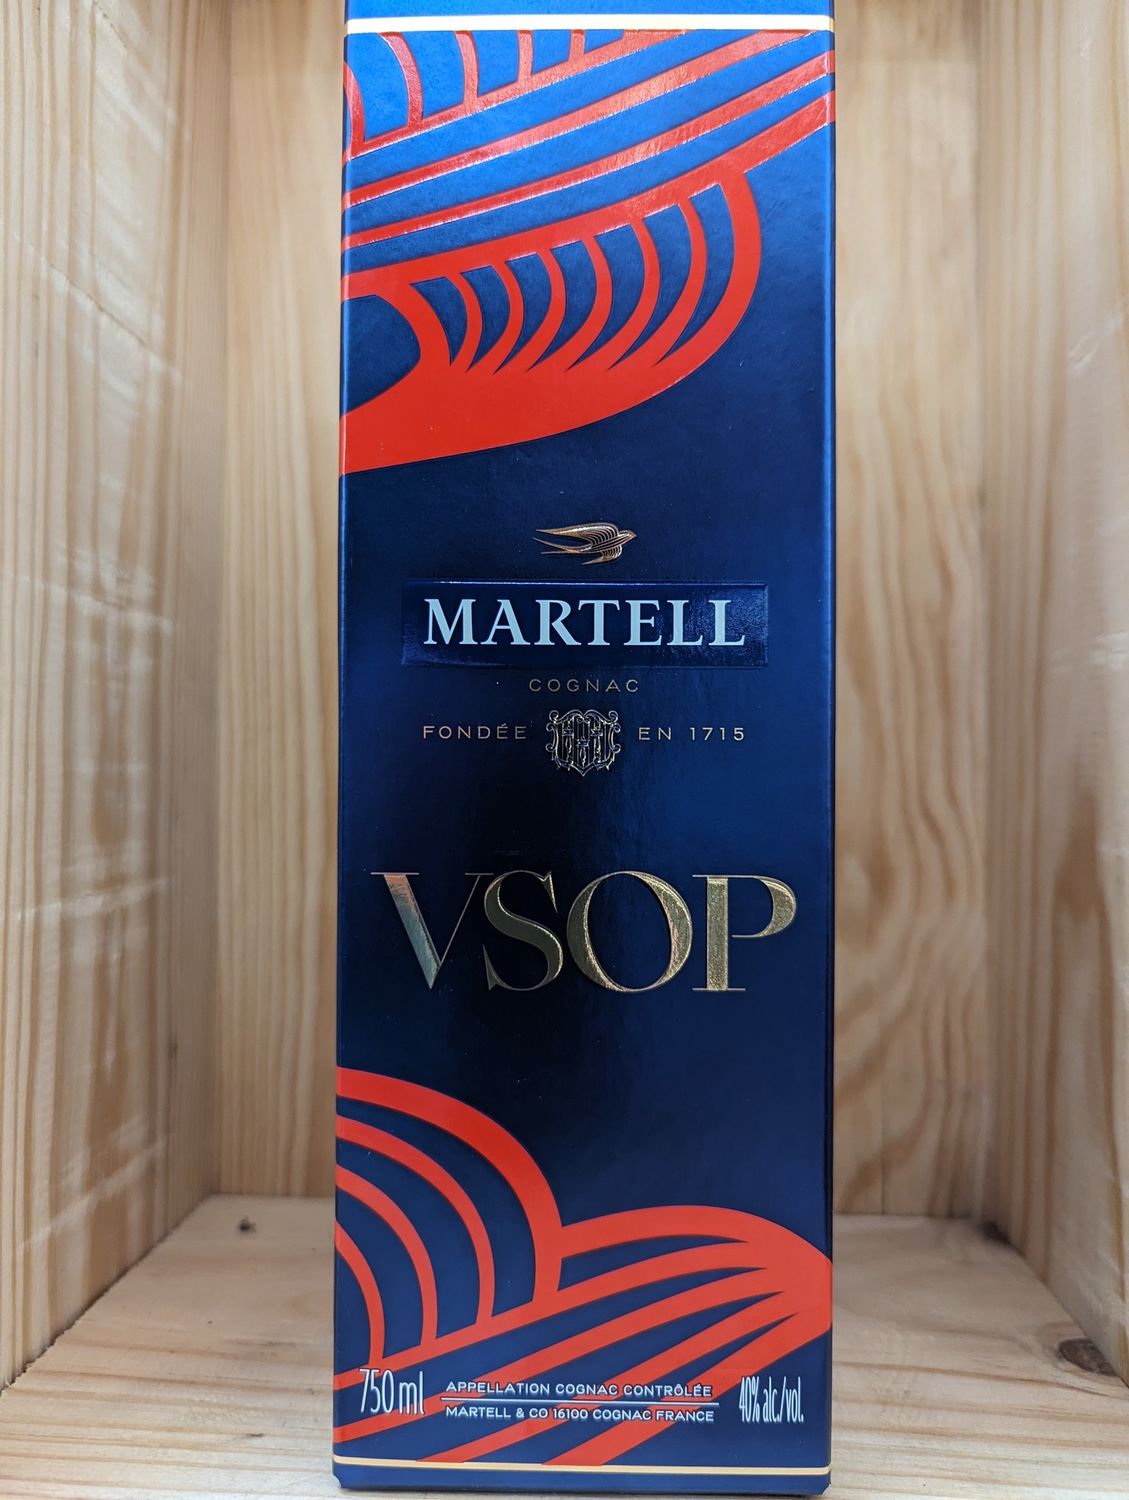 MARTELL
COGNAC
FONDÉE EN 1715
VSOP
750 ml
APPELLATION COGNAC CONTRÔLÉE
MARTELL & CO 16100 COGNAC FRANCE
40% alc./vol.